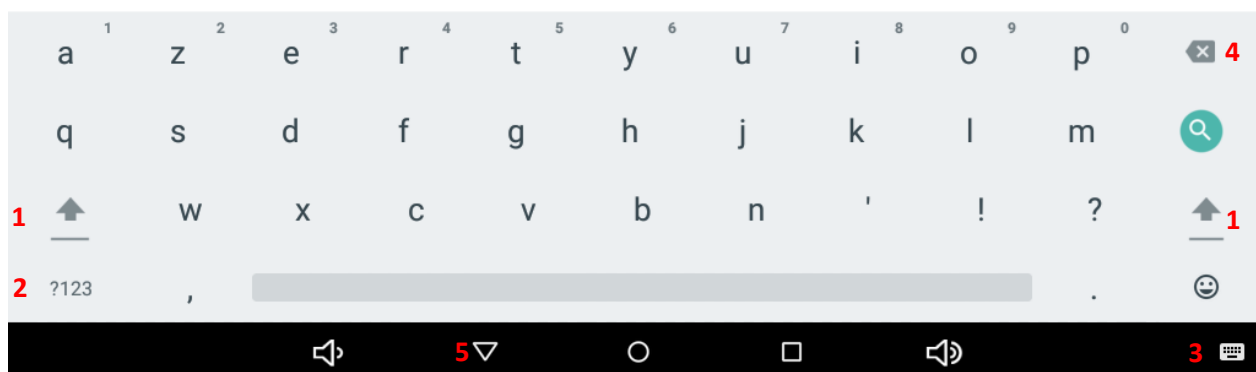 1 2 3 4 5 6 7 8 9 0
a z e r t y u i o p 4
q s d f g h j k l m
1 w x c v b n ' ! ? 1
2 ?123 , .
5 3